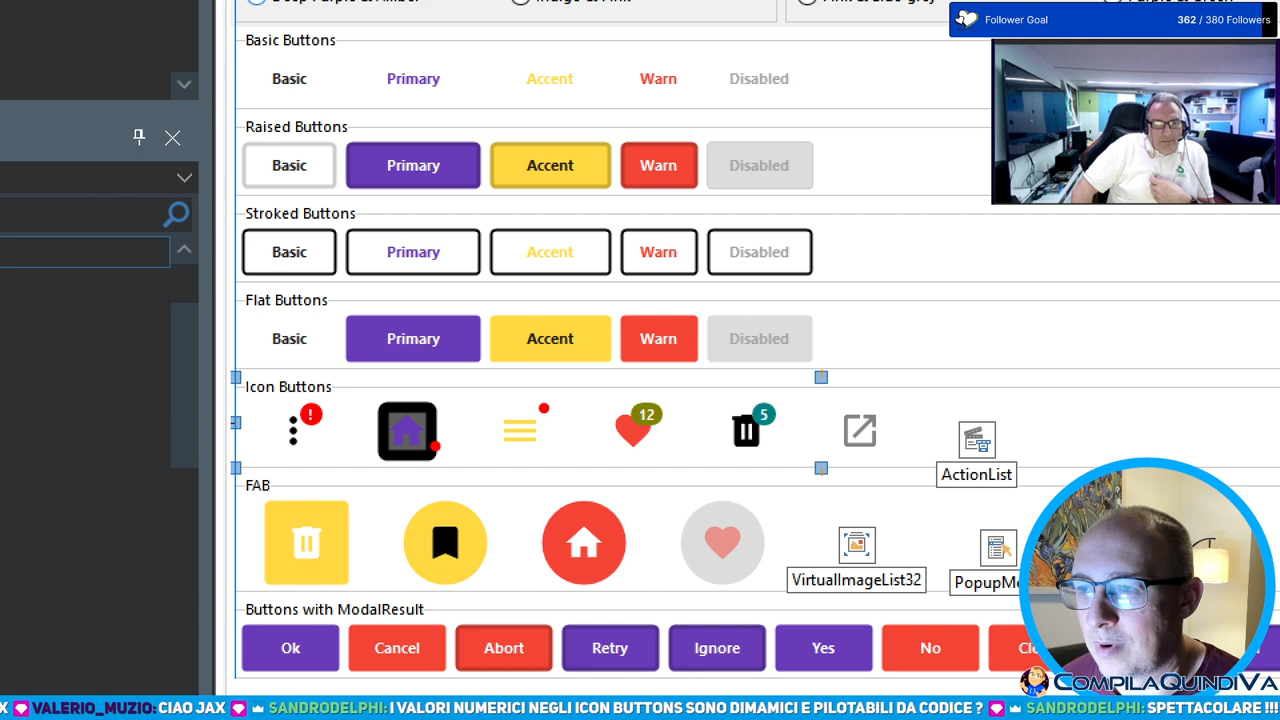 Follower Goal 362 / 380 Followers
Basic Buttons
Basic Primary Accent Warn Disabled
Raised Buttons
Basic Primary Accent Warn Disabled
Stroked Buttons
Basic Primary Accent Warn Disabled
Flat Buttons
Basic Primary Accent Warn Disabled
Icon Buttons
! 12 5
ActionList
FAB
VirtualImageList32 PopupM
Buttons with ModalResult
Ok Cancel Abort Retry Ignore Yes No Cl
CompilaQuindiVa
X VALERIO_MUZIO: CIAO JAX SANDRODELPHI: I VALORI NUMERICI NEGLI ICON BUTTONS SONO DIMAMICI E PILOTABILI DA CODICE ? SANDRODELPHI: SPETTACOLARE !!!